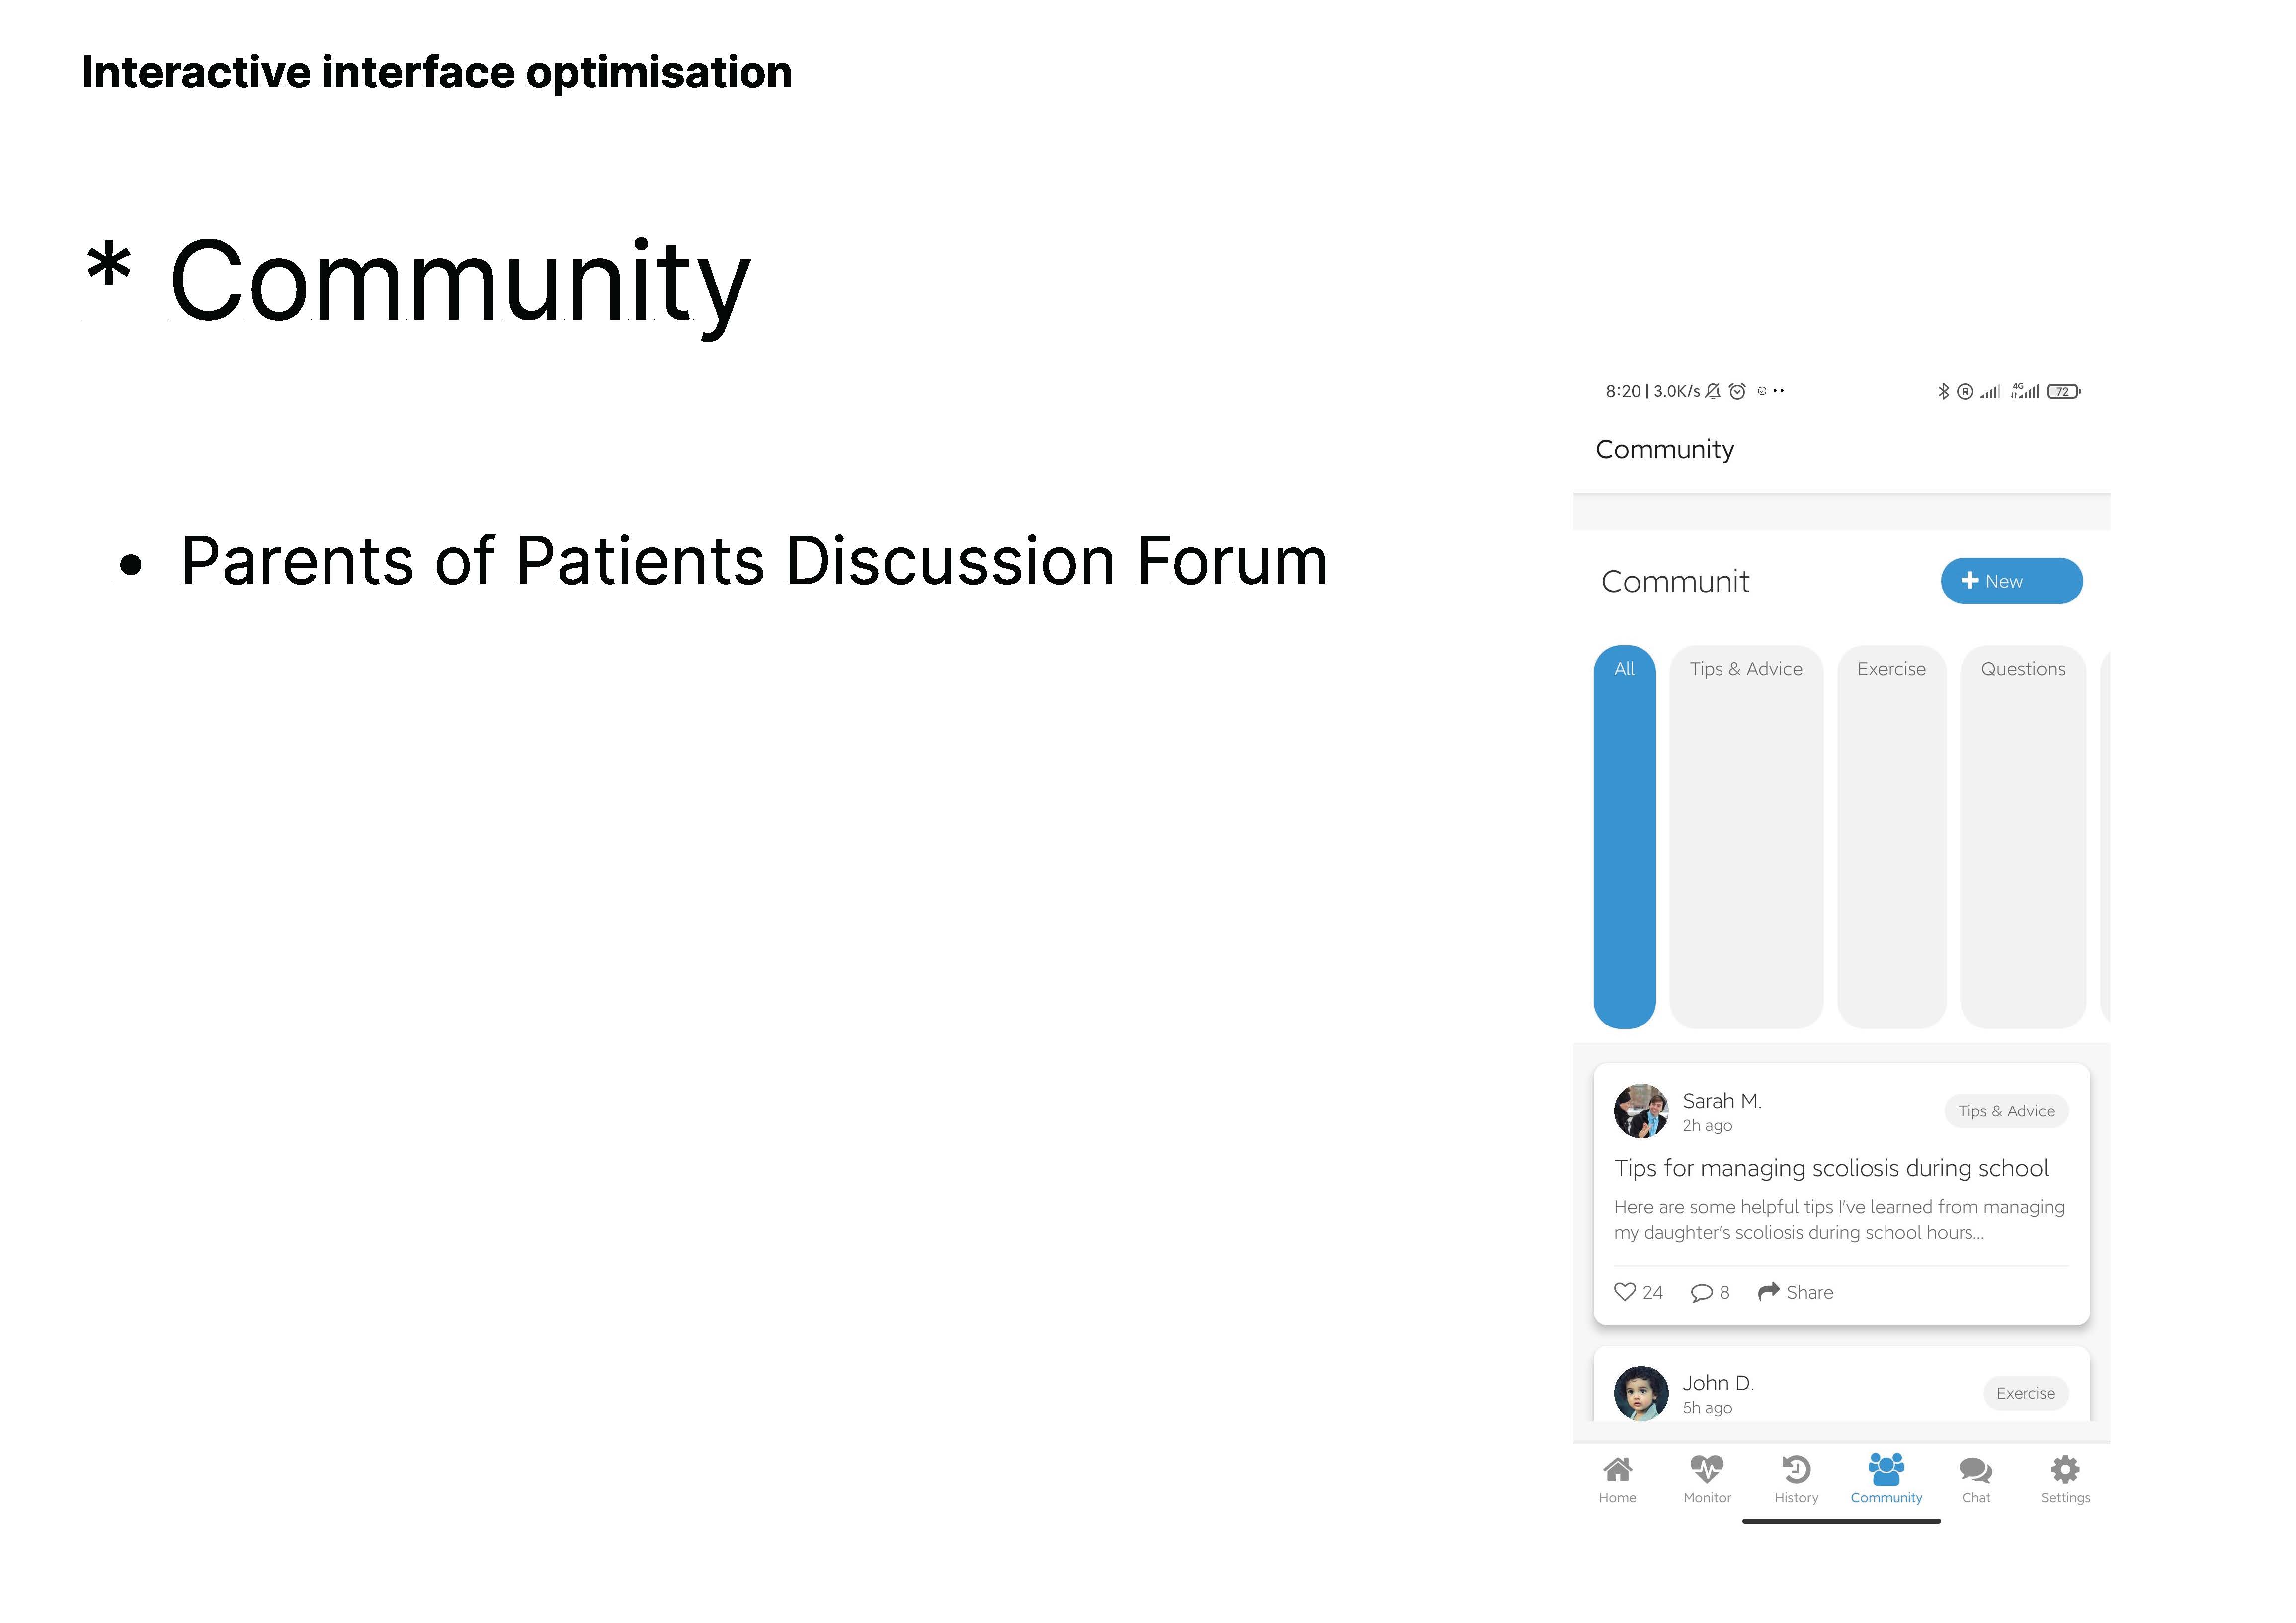 Interactive interface optimisation
* Community
• Parents of Patients Discussion Forum
8:20 | 3.0K/s
4G
72
Community
Communit
New
All
Tips & Advice
Exercise
Questions
Sarah M.
2h ago
Tips & Advice
Tips for managing scoliosis during school
Here are some helpful tips I've learned from managing
my daughter's scoliosis during school hours...
24
8
Share
John D.
5h ago
Exercise
Home
Monitor
History
Community
Chat
Settings